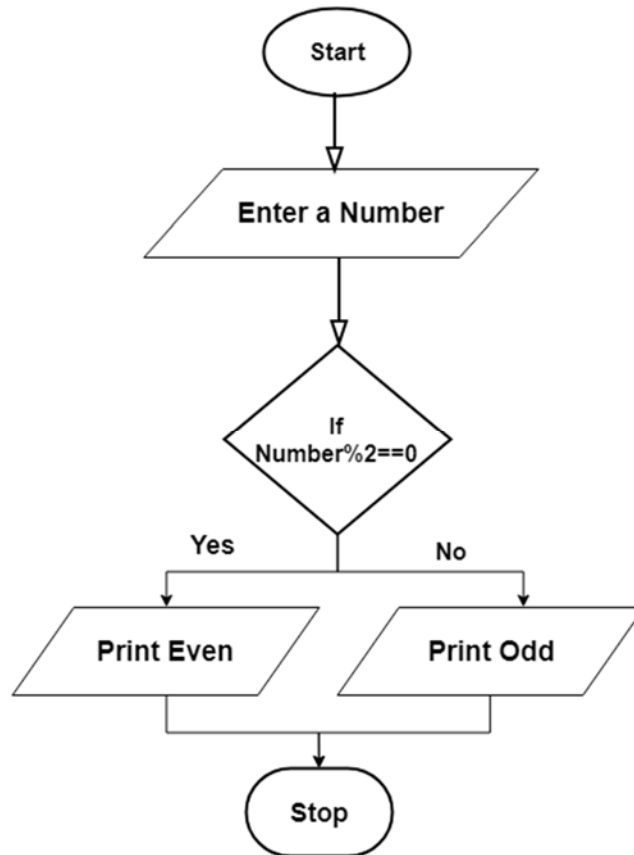 Start
Enter a Number
If
Number%2==0
Yes
No
Print Even
Print Odd
Stop